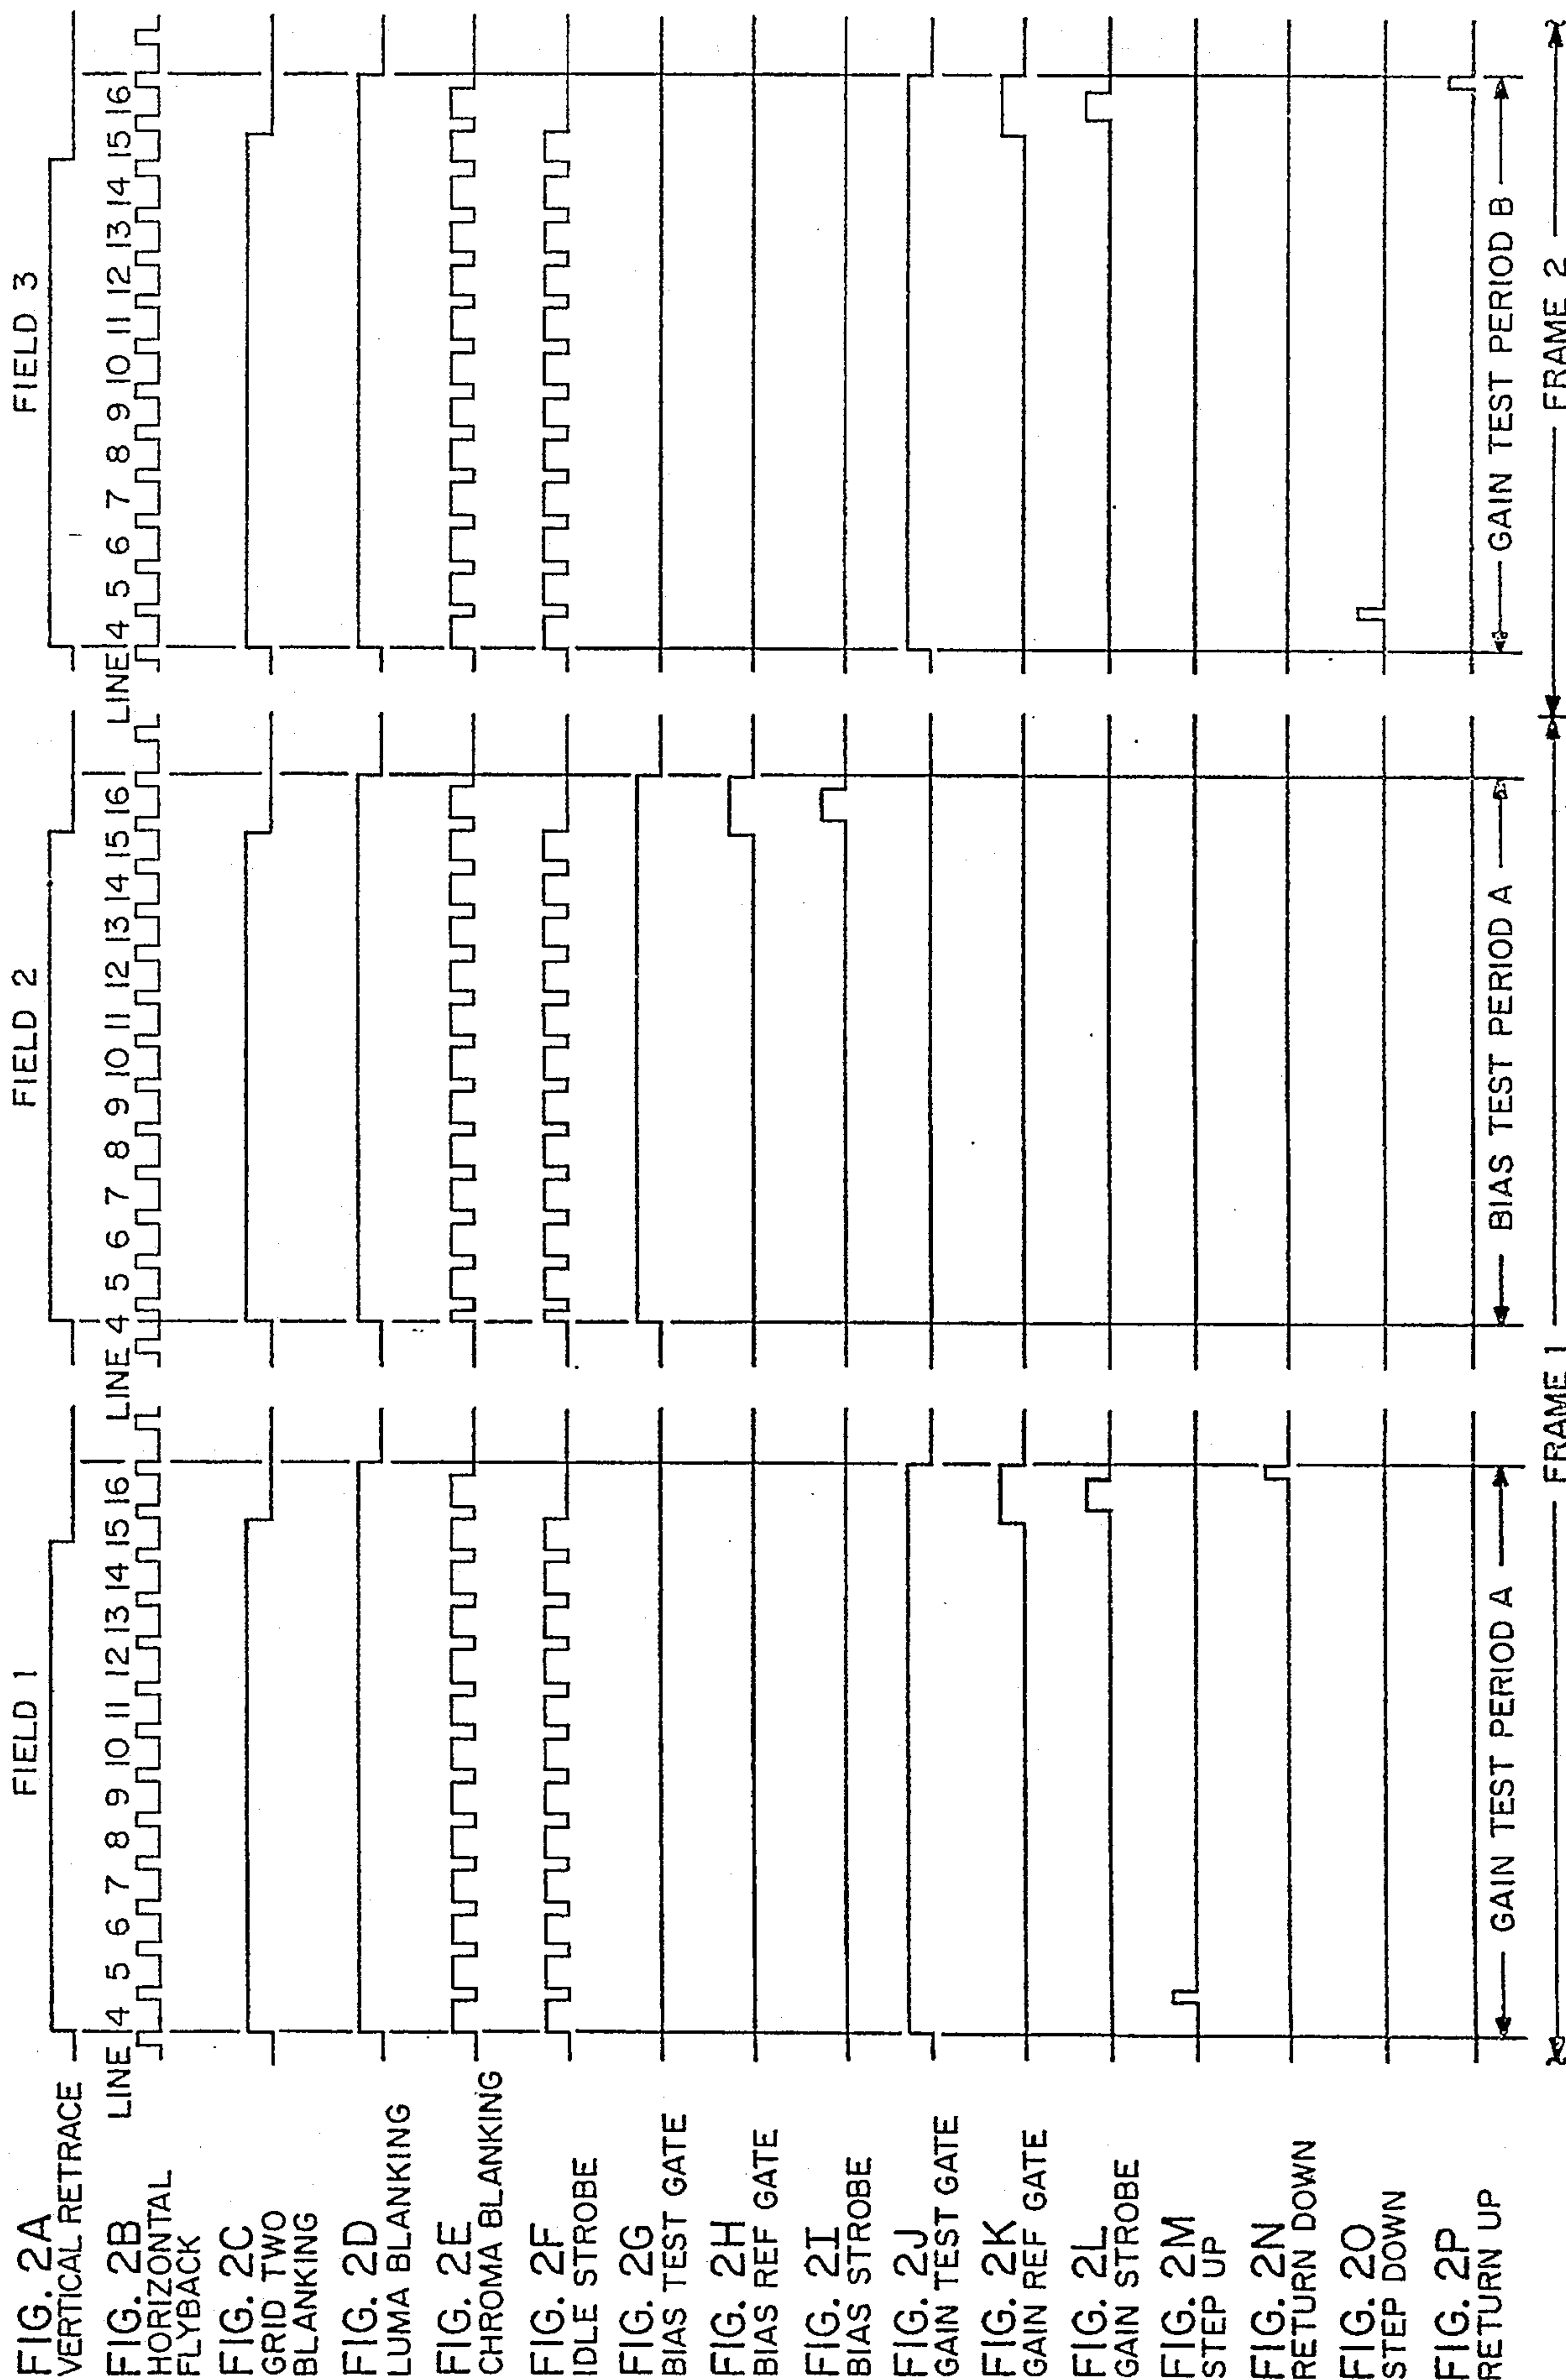 FIG. 2A
VERTICAL RETRACE
FIG. 2B
HORIZONTAL
FLYBACK
FIG. 2C
GRID TWO
BLANKING
FIG. 2D
LUMA BLANKING
FIG. 2E
CHROMA BLANKING
FIG. 2F
IDLE STROBE
FIG. 2G
BIAS TEST GATE
FIG. 2H
BIAS REF GATE
FIG. 2I
BIAS STROBE
FIG. 2J
GAIN TEST GATE
FIG. 2K
GAIN REF GATE
FIG. 2L
GAIN STROBE
FIG. 2M
STEP UP
FIG. 2N
RETURN DOWN
FIG. 2O
STEP DOWN
FIG. 2P
RETURN UP
FIELD 1
LINE 4 5 6 7 8 9 10 11 12 13 14 15 16
FIELD 2
LINE 4 5 6 7 8 9 10 11 12 13 14 15 16
FIELD 3
LINE 4 5 6 7 8 9 10 11 12 13 14 15 16
GAIN TEST PERIOD A
BIAS TEST PERIOD A
GAIN TEST PERIOD B
FRAME 1
FRAME 2